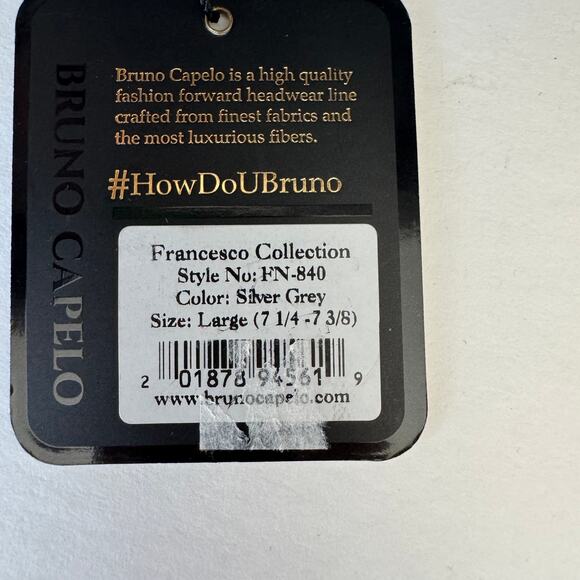 BRUNO CAPELO
Bruno Capelo is a high quality
fashion forward headwear line
crafted from finest fabrics and
the most luxurious fibers.
#HowDoUBruno
Francesco Collection
Style No: FN-840
Color: Silver Grey
Size: Large (7 1/4 -7 3/8)
2 01878 94561 9
www.brunocapelo.com